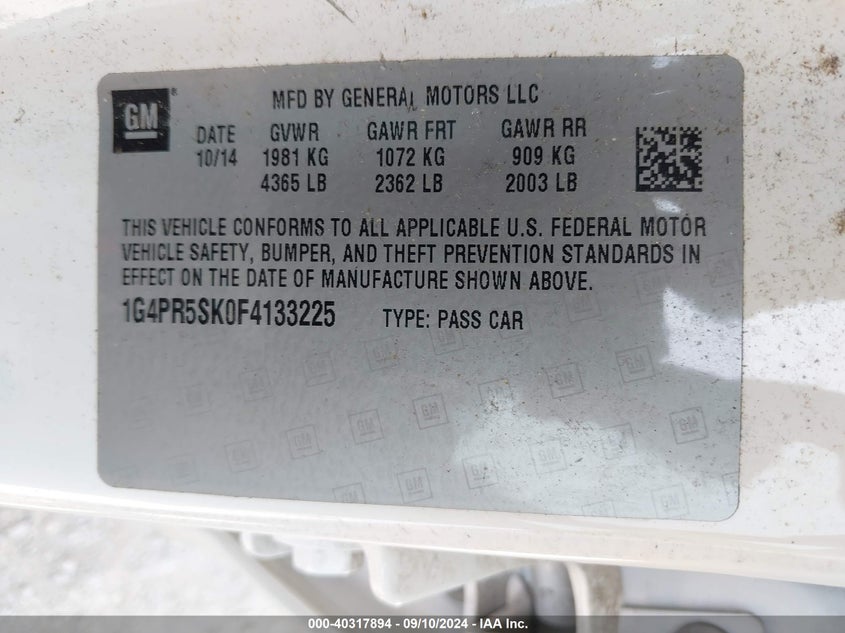 GM ®
MFD BY GENERAL MOTORS LLC
DATE GVWR GAWR FRT GAWR RR
10/14 1981 KG 1072 KG 909 KG
4365 LB 2362 LB 2003 LB
THIS VEHICLE CONFORMS TO ALL APPLICABLE U.S. FEDERAL MOTOR
VEHICLE SAFETY, BUMPER, AND THEFT PREVENTION STANDARDS IN
EFFECT ON THE DATE OF MANUFACTURE SHOWN ABOVE.
1G4PR5SK0F4133225 TYPE: PASS CAR
000-40317894 - 09/10/2024 - IAA Inc.